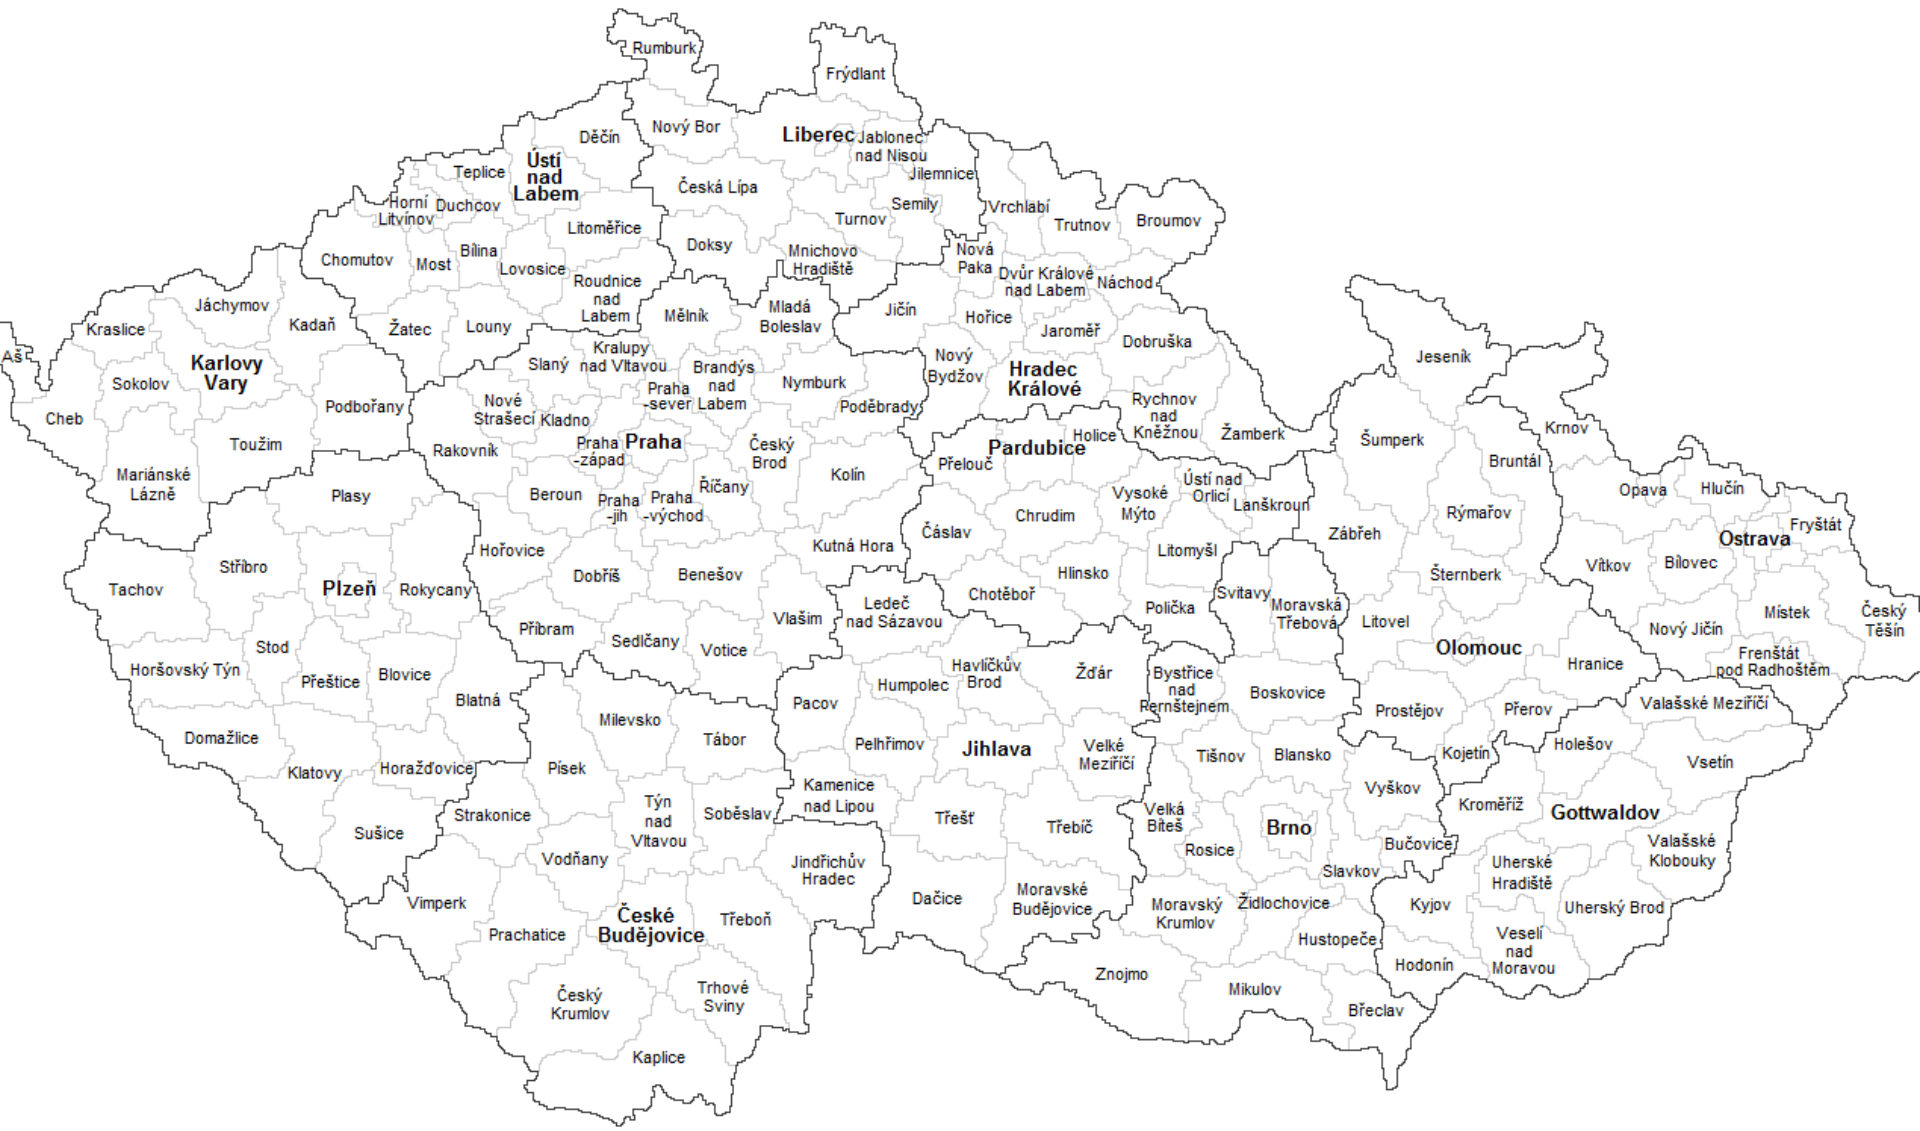 Rumburk
Frýdlant
Děčín
Nový Bor
Liberec
Jablonec
nad Nisou
Ústí
nad
Labem
Teplice
Česká Lípa
Jilemnice
Horní
Litvínov
Duchcov
Semily
Vrchlabí
Turnov
Trutnov
Broumov
Litoměřice
Doksy
Chomutov
Most
Bílina
Lovosice
Mnichovo
Hradiště
Nová
Paka
Dvůr Králové
nad Labem
Náchod
Roudnice
nad
Labem
Jáchymov
Kraslice
Kadaň
Žatec
Louny
Mělník
Mladá
Boleslav
Jičín
Hořice
Jaroměř
Dobruška
Jeseník
Aš
Karlovy
Vary
Slaný
Kralupy
nad Vltavou
Brandýs
nad
Labem
Nový
Bydžov
Hradec
Králové
Sokolov
Praha
-sever
Nymburk
Cheb
Podbořany
Nové
Strašecí
Kladno
Poděbrady
Rychnov
nad
Kněžnou
Žamberk
Krnov
Toužim
Rakovník
Praha
-západ
Praha
Český
Brod
Pardubice
Holice
Přelouč
Šumperk
Bruntál
Mariánské
Lázně
Plasy
Beroun
Praha
-jih
Praha
-východ
Říčany
Kolín
Vysoké
Mýto
Ústí nad
Orlicí
Lanškroun
Opava
Hlučín
Chrudim
Čáslav
Rýmařov
Zábřeh
Fryštát
Ostrava
Hořovice
Kutná Hora
Litomyšl
Stříbro
Tachov
Plzeň
Rokycany
Dobříš
Benešov
Hlinsko
Chotěboř
Šternberk
Vítkov
Bílovec
Svitavy
Moravská
Třebová
Polička
Ledeč
nad Sázavou
Vlašim
Místek
Český
Těšín
Litovel
Příbram
Sedlčany
Votice
Stod
Nový Jičín
Olomouc
Frenštát
pod Radhoštěm
Hranice
Horšovský Týn
Přeštice
Blovice
Havlíčkův
Brod
Humpolec
Žďár
Bystřice
nad
Pernštejnem
Boskovice
Blatná
Pacov
Valašské Meziříčí
Prostějov
Přerov
Milevsko
Tábor
Domažlice
Pelhřimov
Jihlava
Velké
Meziříčí
Tišnov
Blansko
Kojetín
Holešov
Vsetín
Klatovy
Horažďovice
Písek
Kamenice
nad Lipou
Vyškov
Kroměříž
Gottwaldov
Strakonice
Týn
nad
Vltavou
Soběslav
Třešť
Třebíč
Velká
Bíteš
Brno
Sušice
Rosice
Bučovice
Valašské
Klobouky
Vodňany
Jindřichův
Hradec
Slavkov
Uherské
Hradiště
Vimperk
Dačice
Moravské
Budějovice
Moravský
Krumlov
Židlochovice
Kyjov
Uherský Brod
České
Budějovice
Třeboň
Prachatice
Hustopeče
Veselí
nad
Moravou
Hodonín
Znojmo
Mikulov
Břeclav
Český
Krumlov
Trhové
Sviny
Kaplice